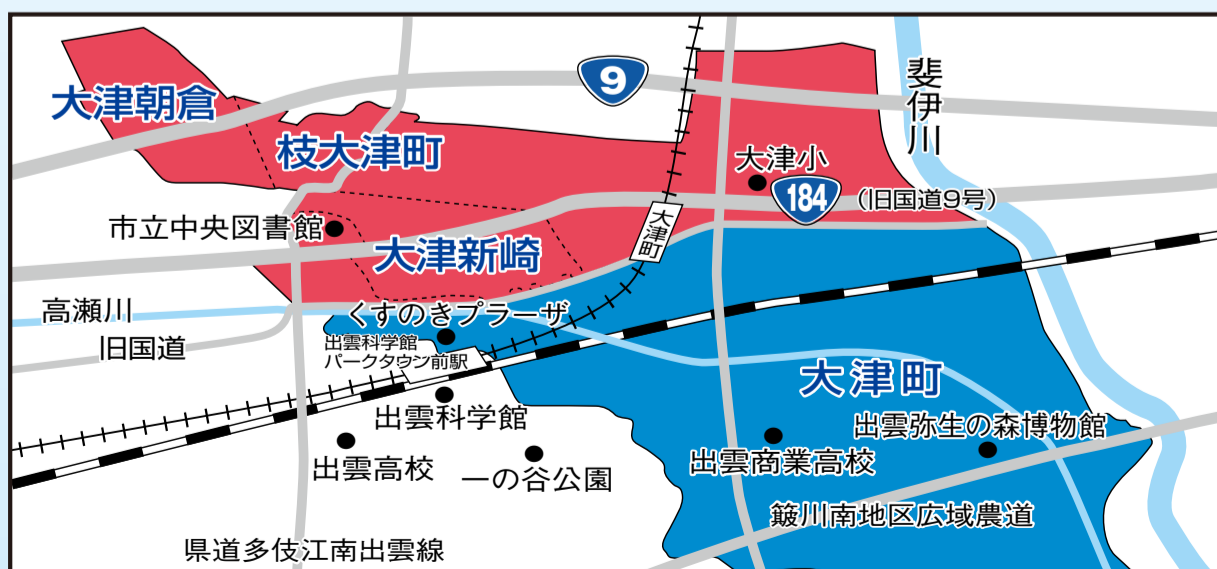 9
斐伊川
大津朝倉
枝大津町
大津小
184
(旧国道9号)
市立中央図書館
大津町
大津新崎
高瀬川
くすのきプラーザ
旧国道
出雲科学館
パークタウン前駅
大津町
出雲科学館
出雲弥生の森博物館
出雲高校
一の谷公園
出雲商業高校
簸川南地区広域農道
県道多伎江南出雲線